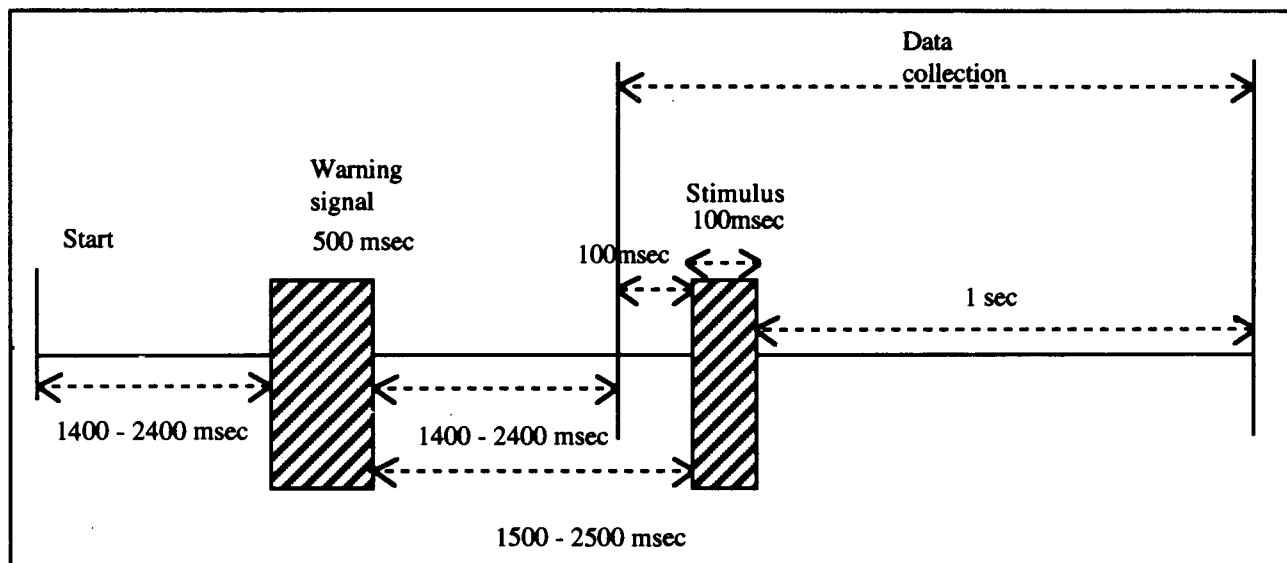 Data
collection
Warning
signal
500 msec
Stimulus
100msec
Start
100msec
1 sec
1400 - 2400 msec
1400 - 2400 msec
1500 - 2500 msec